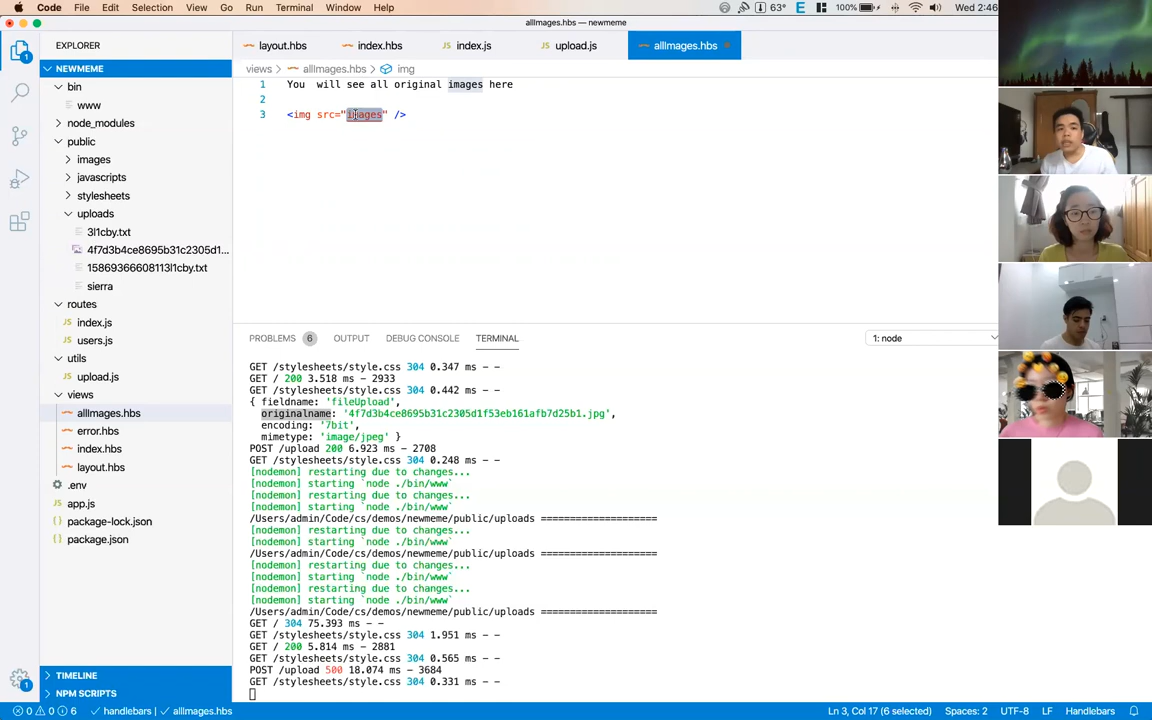 Code File Edit Selection View Go Run Terminal Window Help 63° 100% Wed 2:46
allImages.hbs — newmeme
EXPLORER
layout.hbs index.hbs index.js upload.js allImages.hbs
NEWMEME
views > allImages.hbs > img
bin
www
node_modules
public
images
javascripts
stylesheets
uploads
3l1cby.txt
4f7d3b4ce8695b31c2305d1...
15869366608113l1cby.txt
sierra
routes
index.js
users.js
utils
upload.js
views
allImages.hbs
error.hbs
index.hbs
layout.hbs
.env
app.js
package-lock.json
package.json
TIMELINE
NPM SCRIPTS
1 You  will see all original images here
2
3 <img src="images" />
PROBLEMS 6 OUTPUT DEBUG CONSOLE TERMINAL 1: node
GET /stylesheets/style.css 304 0.347 ms - -
GET / 200 3.518 ms - 2933
GET /stylesheets/style.css 304 0.442 ms - -
{ fieldname: 'fileUpload',
originalname: '4f7d3b4ce8695b31c2305d1f53eb161afb7d25b1.jpg',
encoding: '7bit',
mimetype: 'image/jpeg' }
POST /upload 200 6.923 ms - 2708
GET /stylesheets/style.css 304 0.248 ms - -
[nodemon] restarting due to changes...
[nodemon] starting `node ./bin/www`
[nodemon] restarting due to changes...
[nodemon] starting `node ./bin/www`
/Users/admin/Code/cs/demos/newmeme/public/uploads ====================
[nodemon] restarting due to changes...
[nodemon] starting `node ./bin/www`
/Users/admin/Code/cs/demos/newmeme/public/uploads ====================
[nodemon] restarting due to changes...
[nodemon] starting `node ./bin/www`
[nodemon] restarting due to changes...
[nodemon] starting `node ./bin/www`
/Users/admin/Code/cs/demos/newmeme/public/uploads ====================
GET / 304 75.393 ms - -
GET /stylesheets/style.css 304 1.951 ms - -
GET / 200 5.814 ms - 2881
GET /stylesheets/style.css 304 0.565 ms - -
POST /upload 500 18.074 ms - 3684
GET /stylesheets/style.css 304 0.331 ms - -
0 0 6 handlebars | allImages.hbs Ln 3, Col 17 (6 selected) Spaces: 2 UTF-8 LF Handlebars